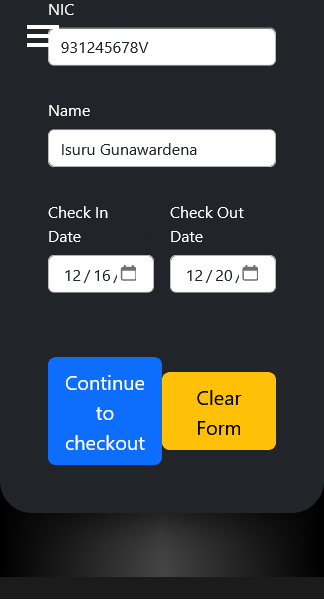 NIC
931245678V
Name
Isuru Gunawardena
Check In
Date
Check Out
Date
12/16/
12/20/
Continue
to
checkout
Clear
Form